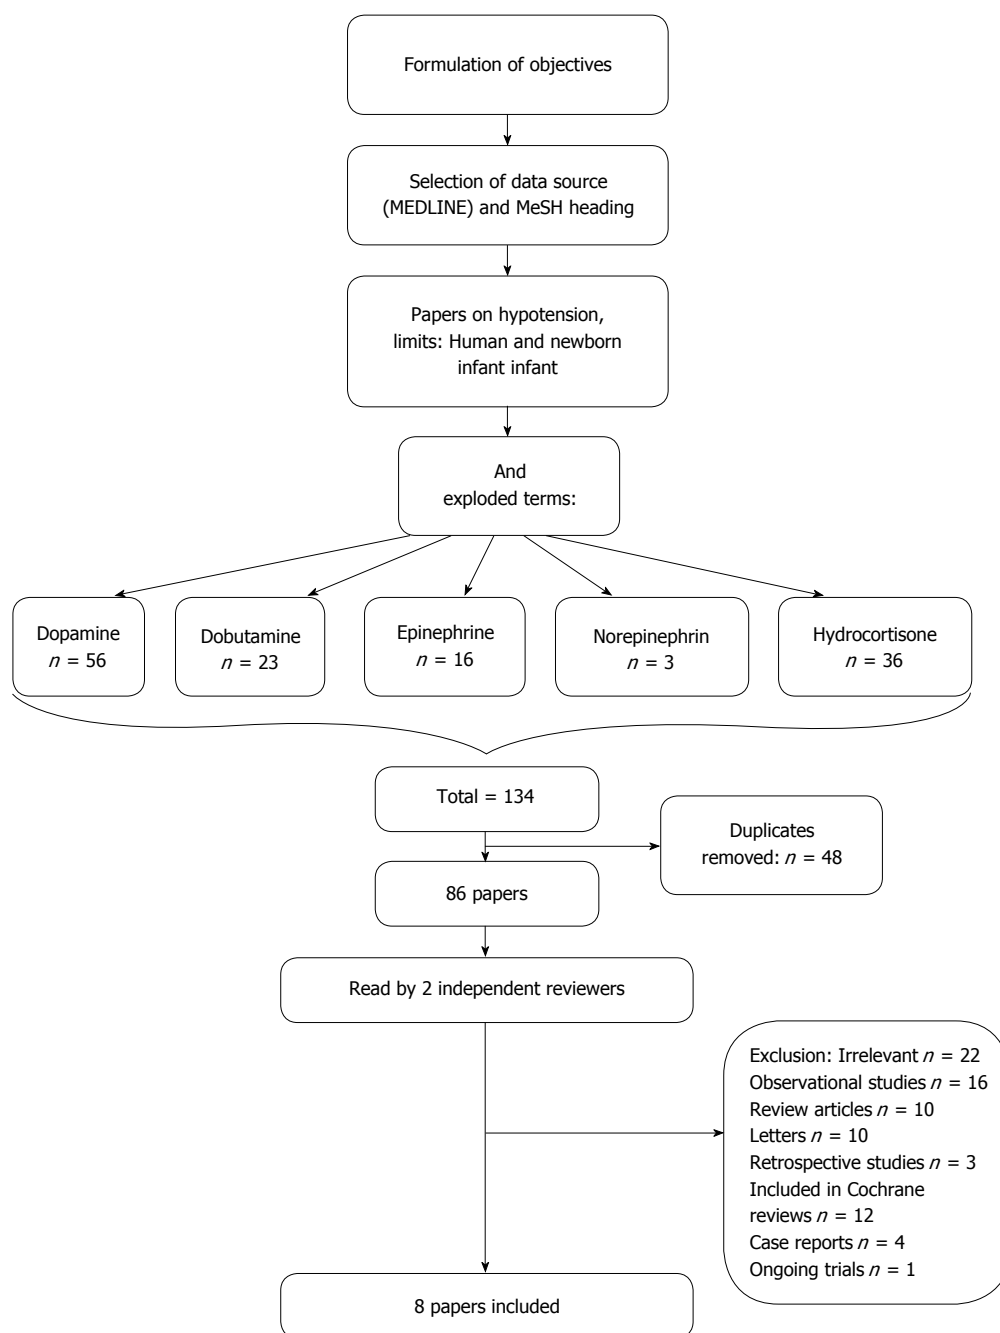 Formulation of objectives
Selection of data source
(MEDLINE) and MeSH heading
Papers on hypotension,
limits: Human and newborn
infant infant
And
exploded terms:
Dopamine
n = 56
Dobutamine
n = 23
Epinephrine
n = 16
Norepinephrin
n = 3
Hydrocortisone
n = 36
Total = 134
Duplicates
removed: n = 48
86 papers
Read by 2 independent reviewers
Exclusion: Irrelevant n = 22
Observational studies n = 16
Review articles n = 10
Letters n = 10
Retrospective studies n = 3
Included in Cochrane
reviews n = 12
Case reports n = 4
Ongoing trials n = 1
8 papers included